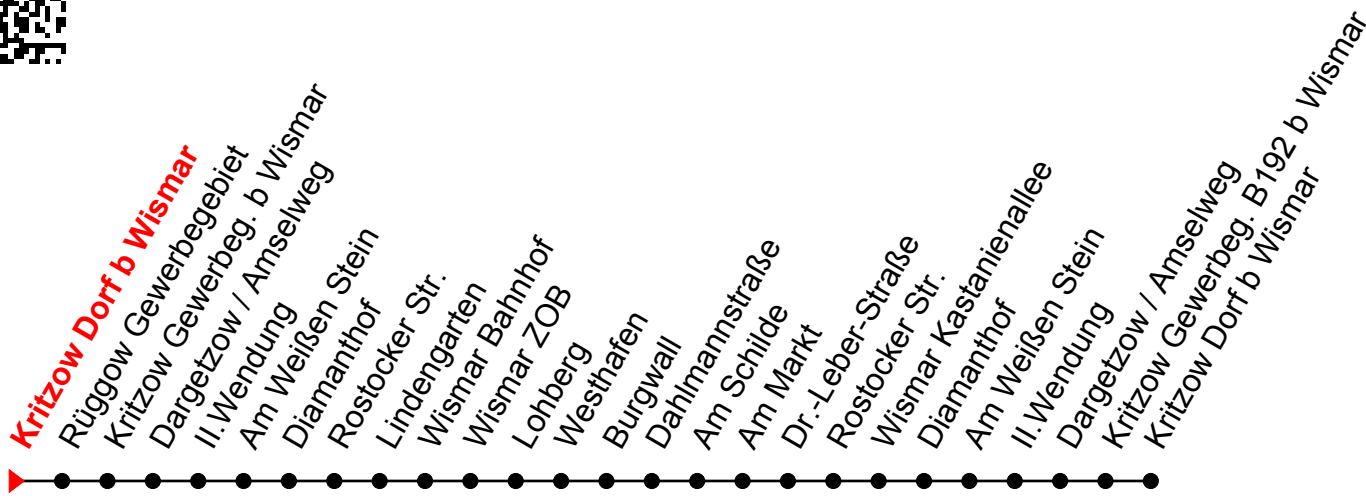 Kritzow Dorf b Wismar
Rüggow Gewerbegebiet
Kritzow Gewerbeg. b Wismar
Dargetzow / Amselweg
II.Wendung
Am Weißen Stein
Diamanthof
Rostocker Str.
Lindengarten
Wismar Bahnhof
Wismar ZOB
Lohberg
Westhafen
Burgwall
Dahlmannstraße
Am Schilde
Am Markt
Dr.-Leber-Straße
Rostocker Str.
Wismar Kastanienallee
Diamanthof
Am Weißen Stein
II.Wendung
Dargetzow / Amselweg
Kritzow Gewerbeg. B192 b Wismar
Kritzow Dorf b Wismar